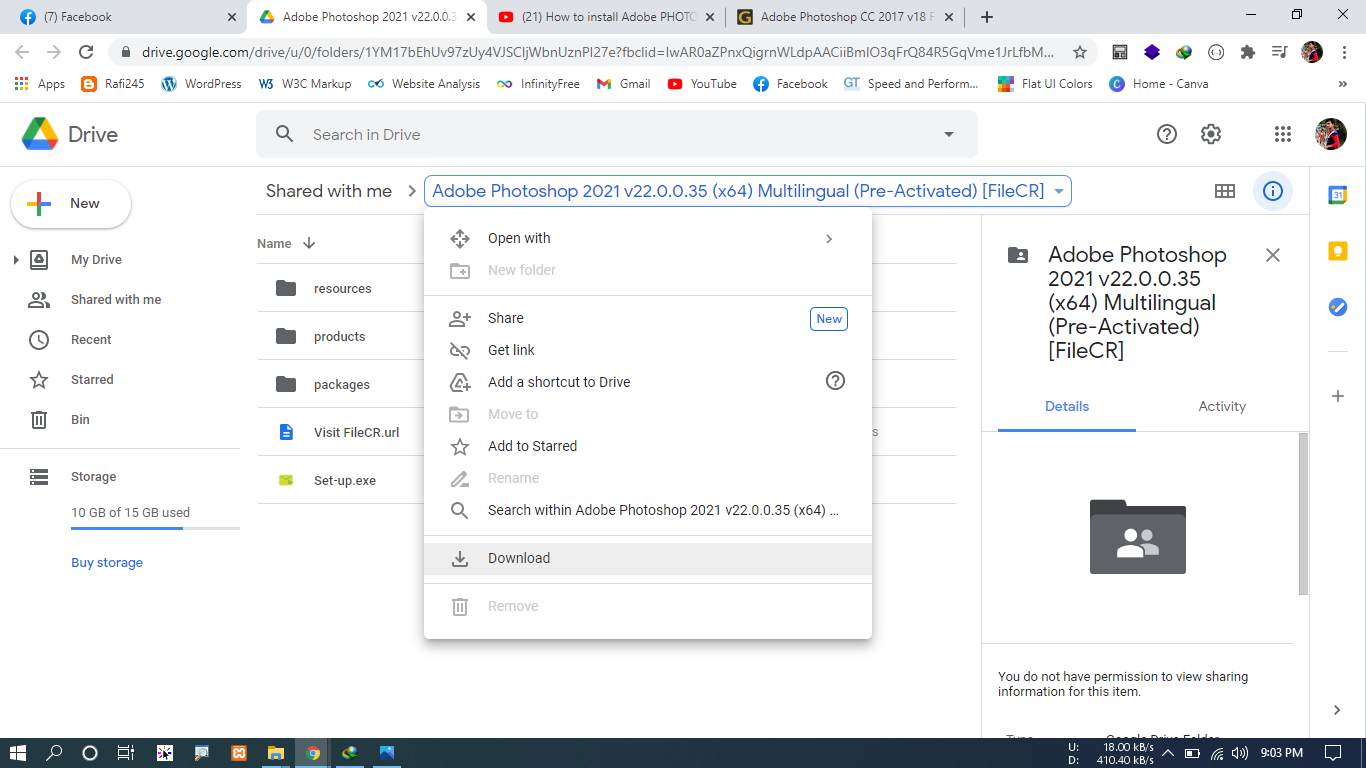 (7) Facebook
Adobe Photoshop 2021 v22.0.0.3
(21) How to install Adobe PHOTO
Adobe Photoshop CC 2017 v18 F
drive.google.com/drive/u/0/folders/1YM17bEhUv97zUy4VJSCIjWbnUznPI27e?fbclid=IwAR0aZPnxQigrnWLdpAACiiBmIO3qFrQ84R5GqVme1JrLfbM...
Apps
Rafi245
WordPress
W3C Markup
Website Analysis
InfinityFree
Gmail
YouTube
Facebook
GT
Speed and Perform...
Flat UI Colors
Home - Canva
»
Drive
Search in Drive
New
Shared with me
Adobe Photoshop 2021 v22.0.0.35 (x64) Multilingual (Pre-Activated) [FileCR]
My Drive
Shared with me
Recent
Starred
Bin
Storage
10 GB of 15 GB used
Buy storage
Name
resources
products
packages
Visit FileCR.url
Set-up.exe
s
Open with
New folder
Share
New
Get link
Add a shortcut to Drive
Move to
Add to Starred
Rename
Search within Adobe Photoshop 2021 v22.0.0.35 (x64) ...
Download
Remove
Adobe Photoshop
2021 v22.0.0.35
(x64) Multilingual
(Pre-Activated)
[FileCR]
Details
Activity
You do not have permission to view sharing
information for this item.
Type
Google Drive Folder
31
U: 18.00 kB/s
D: 410.40 kB/s
9:03 PM